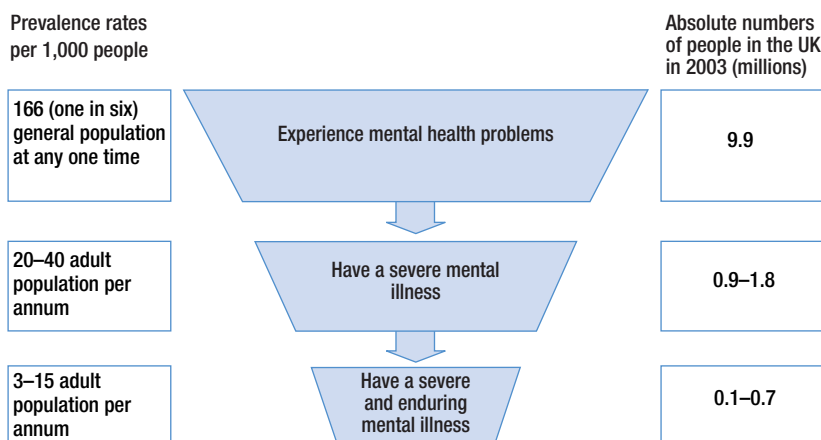 Prevalence rates
per 1,000 people
Absolute numbers
of people in the UK
in 2003 (millions)
166 (one in six)
general population
at any one time
Experience mental health problems
9.9
20–40 adult
population per
annum
Have a severe mental
illness
0.9–1.8
3–15 adult
population per
annum
Have a severe
and enduring
mental illness
0.1–0.7